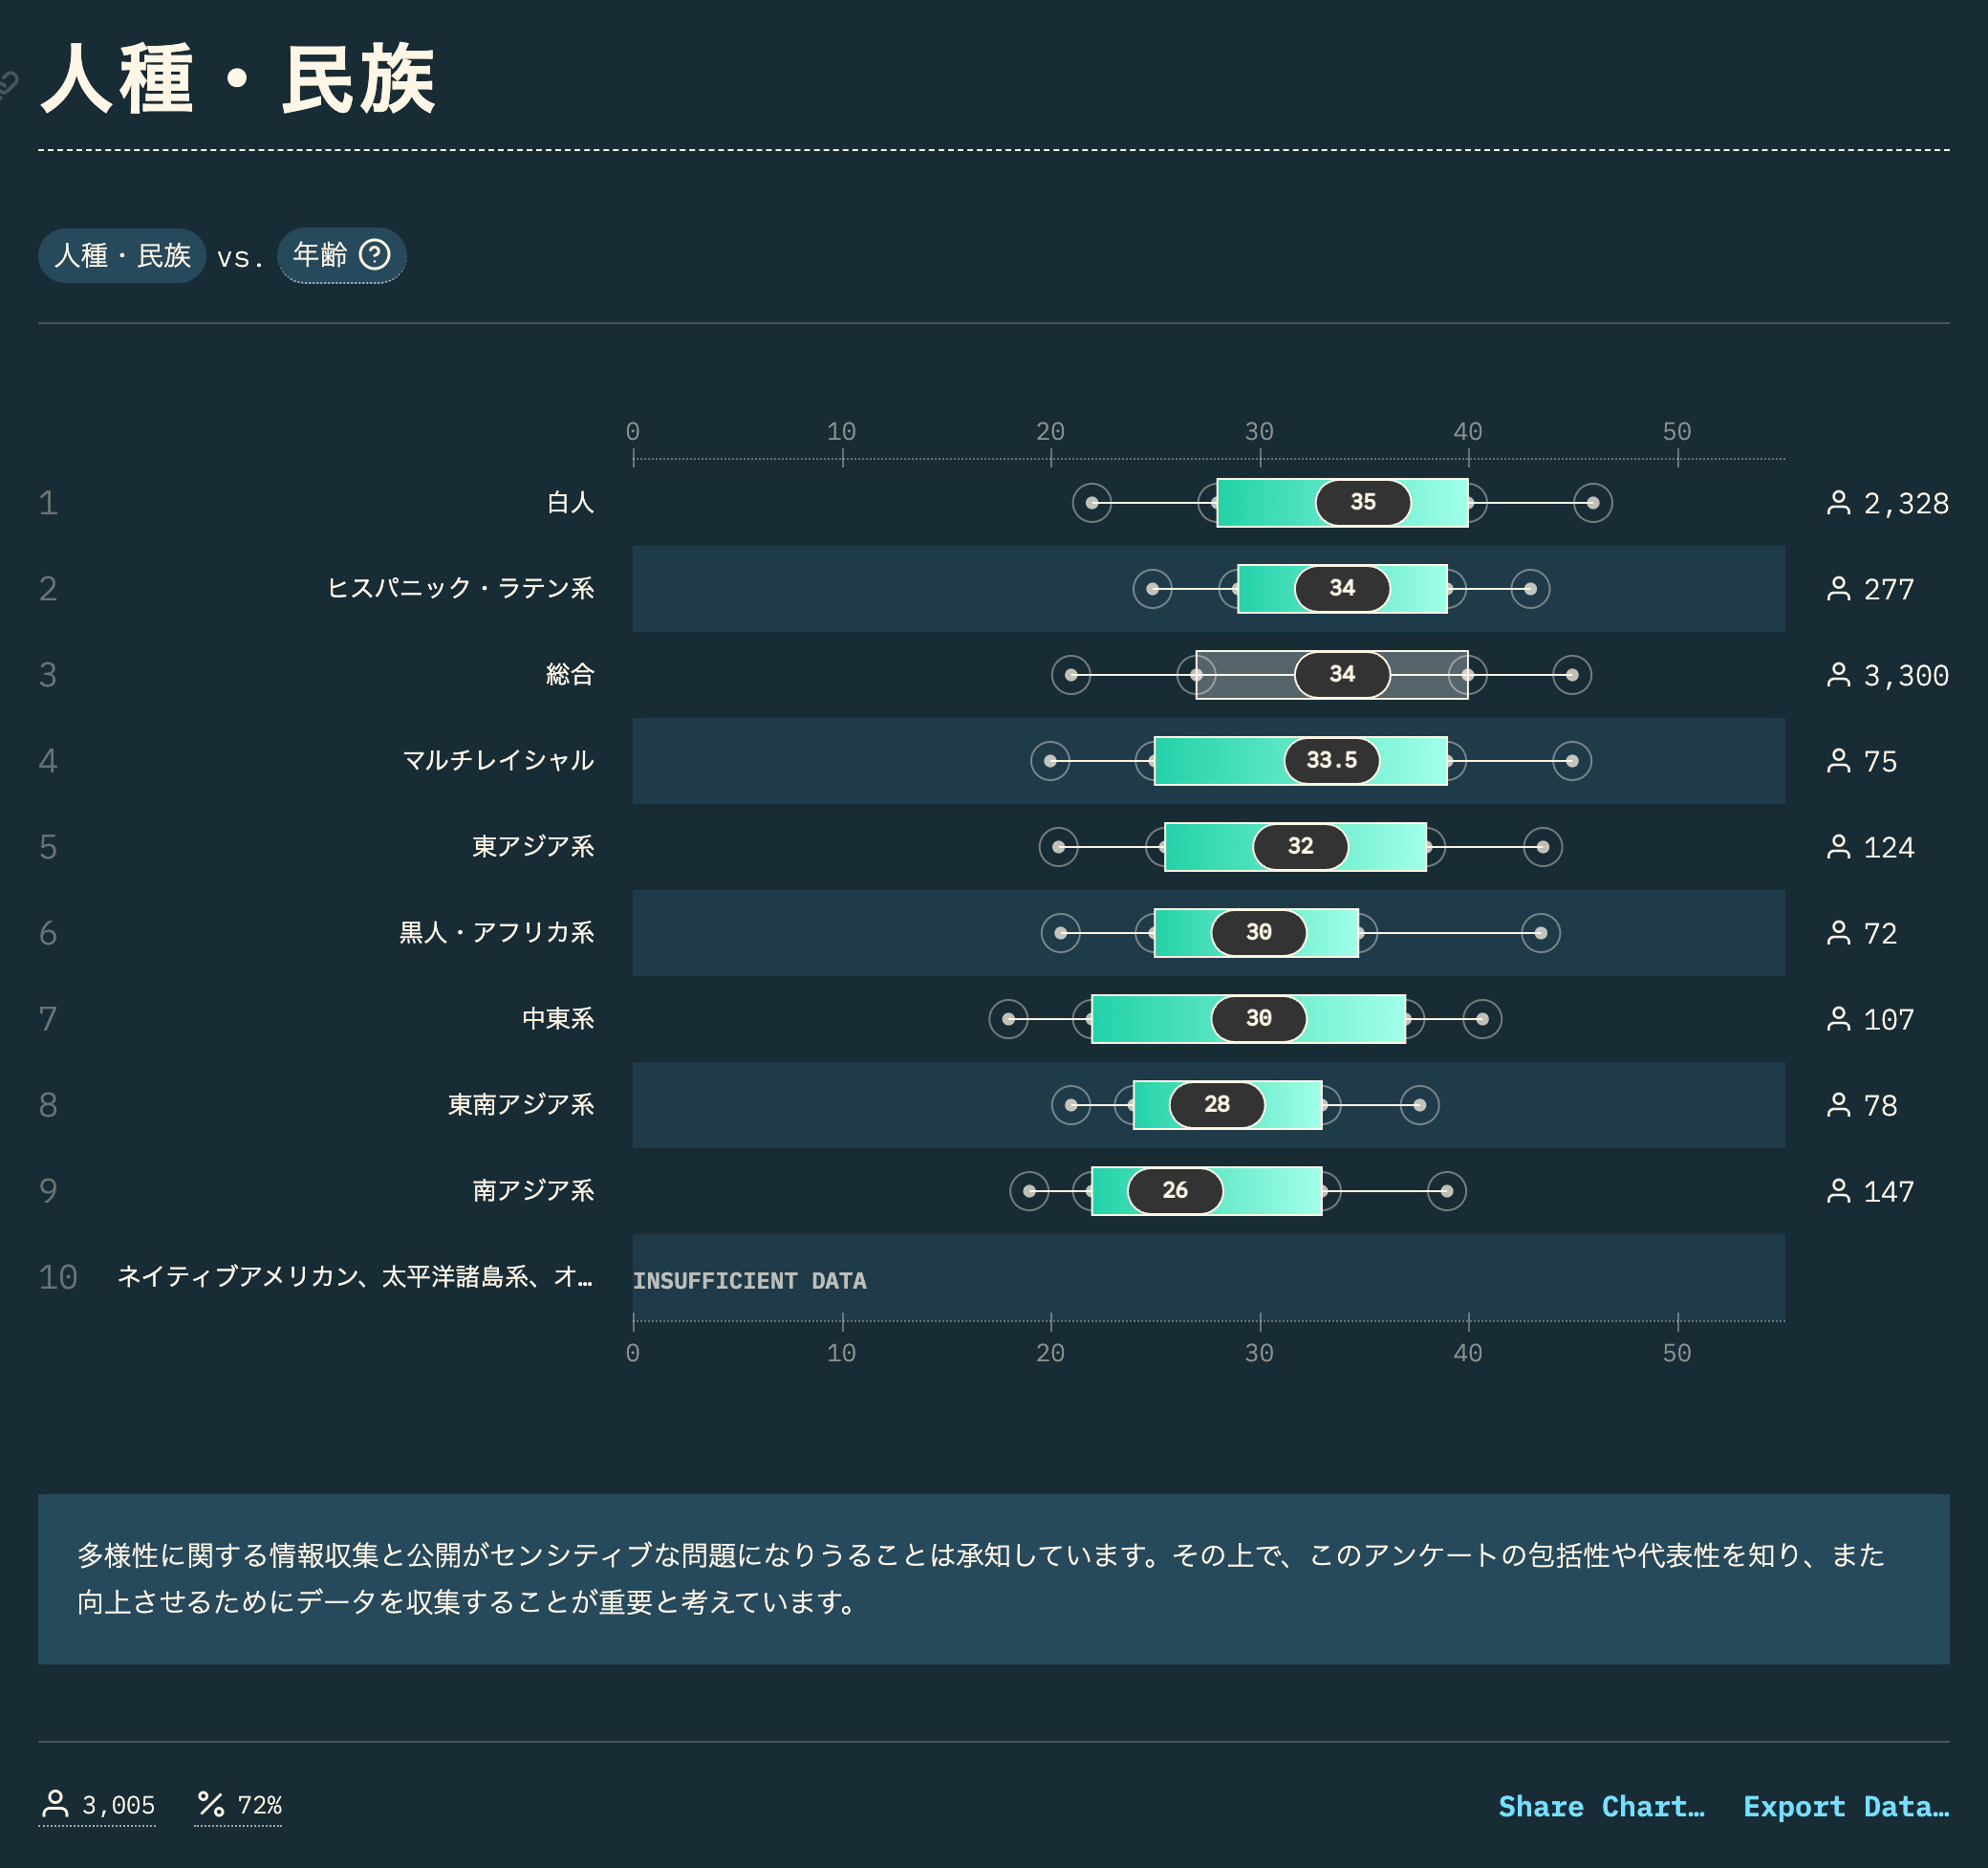 人種・民族
人種・民族 vs. 年齢 ?
0 10 20 30 40 50
1 白人 35 2,328
2 ヒスパニック・ラテン系 34 277
3 総合 34 3,300
4 マルチレイシャル 33.5 75
5 東アジア系 32 124
6 黒人・アフリカ系 30 72
7 中東系 30 107
8 東南アジア系 28 78
9 南アジア系 26 147
10 ネイティブアメリカン、太平洋諸島系、オ… INSUFFICIENT DATA
0 10 20 30 40 50
多様性に関する情報収集と公開がセンシティブな問題になりうることは承知しています。その上で、このアンケートの包括性や代表性を知り、また
向上させるためにデータを収集することが重要と考えています。
3,005 % 72% Share Chart… Export Data…